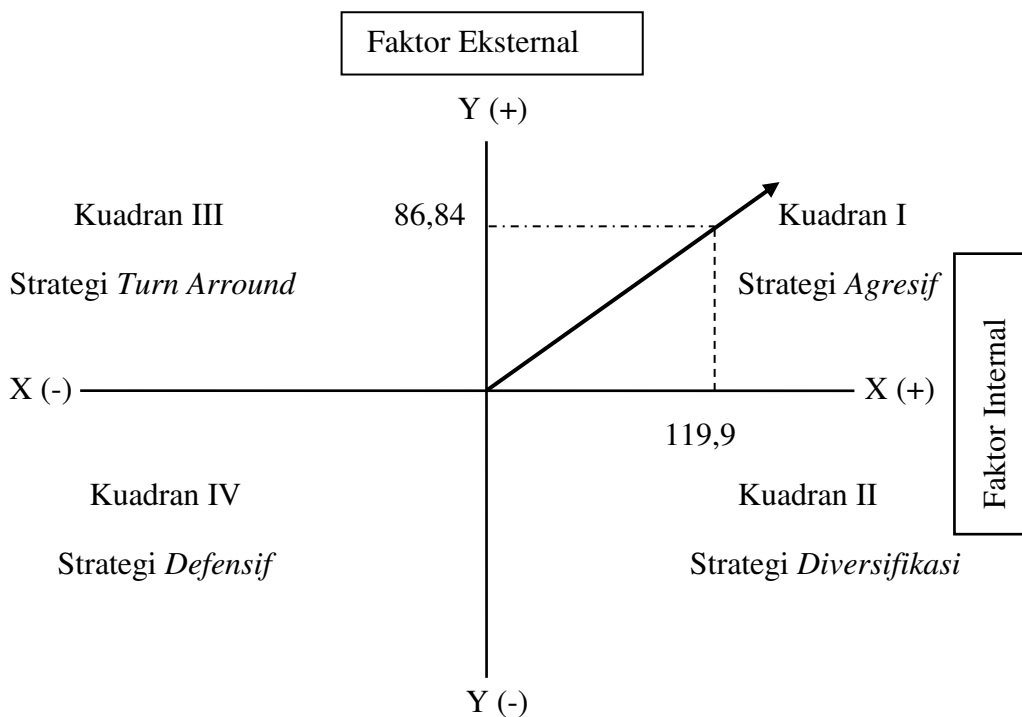 Faktor Eksternal
Y (+)
Kuadran III
86,84
Kuadran I
Strategi Turn Arround
Strategi Agresif
Faktor Internal
X (-)
X (+)
119,9
Kuadran IV
Kuadran II
Strategi Defensif
Strategi Diversifikasi
Y (-)